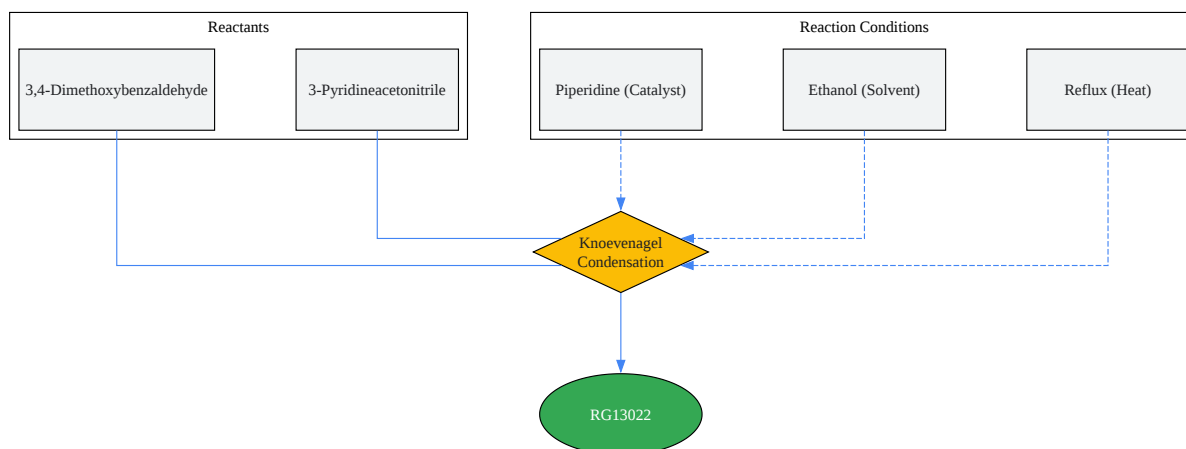 Reactants
Reaction Conditions
3,4-Dimethoxybenzaldehyde
3-Pyridineacetonitrile
Piperidine (Catalyst)
Ethanol (Solvent)
Reflux (Heat)
Knoevenagel
Condensation
RG13022